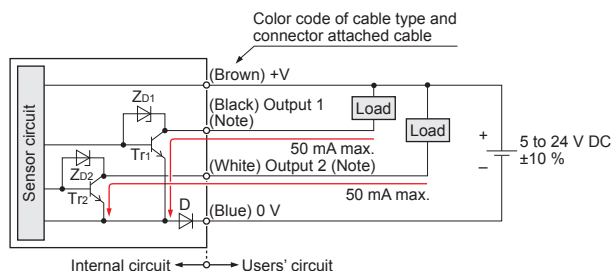 Color code of cable type and
connector attached cable
(Brown) +V
ZD1
(Black) Output 1
(Note)
Load
Load
Sensor circuit
Tr1
50 mA max.
+
5 to 24 V DC
±10 %
−
ZD2
(White) Output 2 (Note)
Tr2
50 mA max.
D
(Blue) 0 V
Internal circuit
Users' circuit